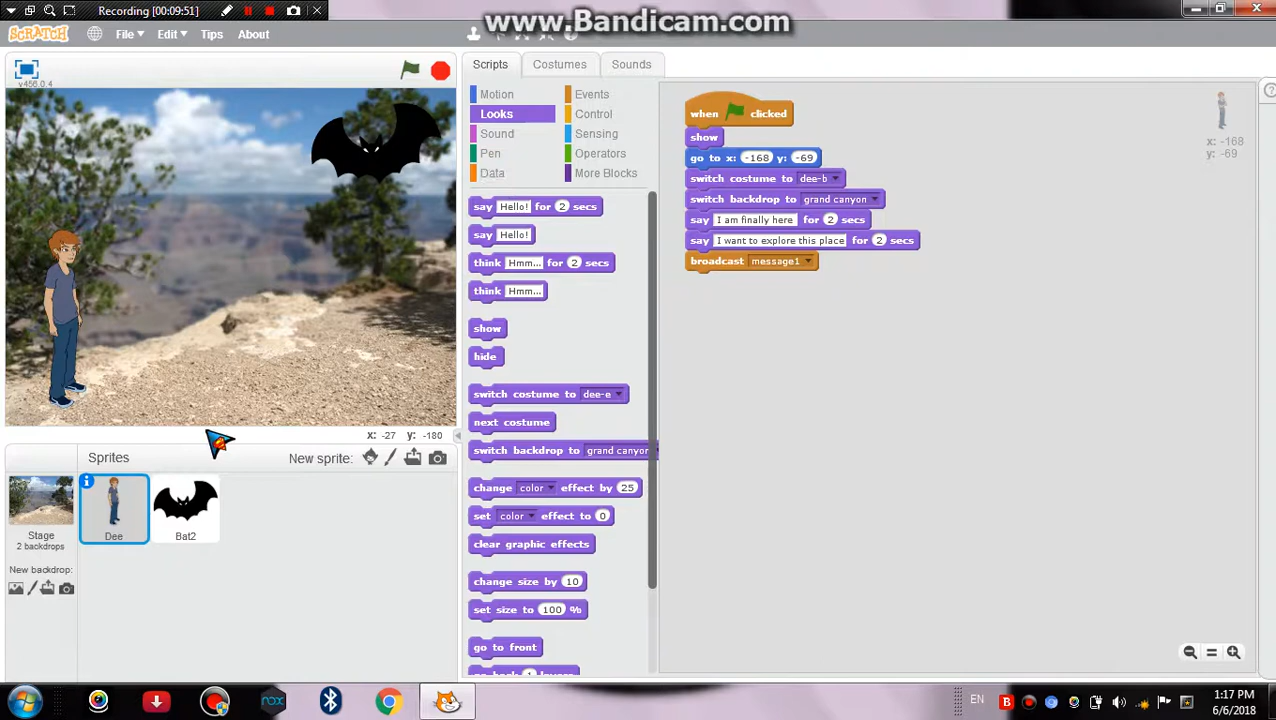 Recording [00:09:51]
www.Bandicam.com
SCRATCH File Edit Tips About
v456.0.4
Scripts Costumes Sounds
Motion Events
Looks Control
Sound Sensing
Pen Operators
Data More Blocks
say Hello! for 2 secs
say Hello!
think Hmm... for 2 secs
think Hmm...
show
hide
switch costume to dee-e
next costume
switch backdrop to grand canyon
change color effect by 25
set color effect to 0
clear graphic effects
change size by 10
set size to 100 %
go to front
when clicked
show
go to x: -168 y: -69
switch costume to dee-b
switch backdrop to grand canyon
say I am finally here for 2 secs
say I want to explore this place for 2 secs
broadcast message1
x: -168
y: -69
x: -27 y: -180
Sprites New sprite:
Stage
2 backdrops
New backdrop:
Dee
Bat2
nox
EN
1:17 PM
6/6/2018